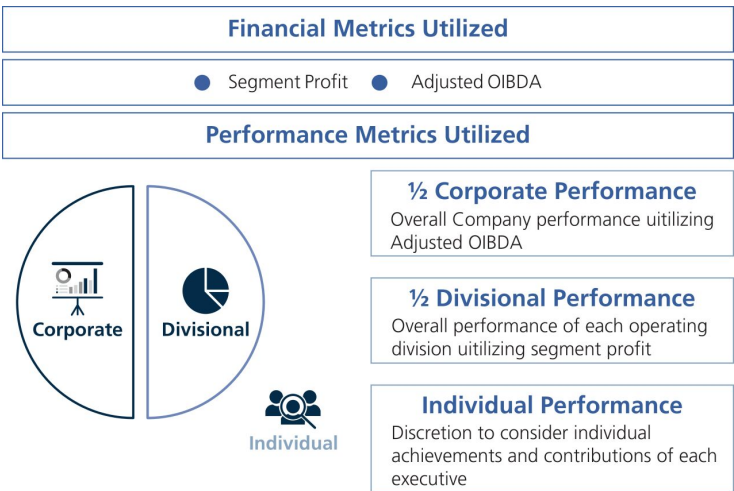 Financial Metrics Utilized
Segment Profit Adjusted OIBDA
Performance Metrics Utilized
Corporate
Divisional
Individual
½ Corporate Performance
Overall Company performance uitilizing
Adjusted OIBDA
½ Divisional Performance
Overall performance of each operating
division uitilizing segment profit
Individual Performance
Discretion to consider individual
achievements and contributions of each
executive